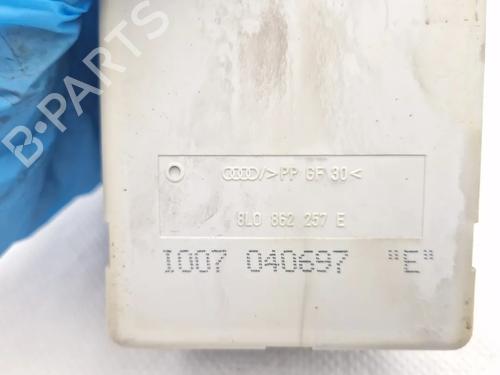 B-PARTS
/>PP GF 30<
8L0 862 257 E
I007 040697 "E"